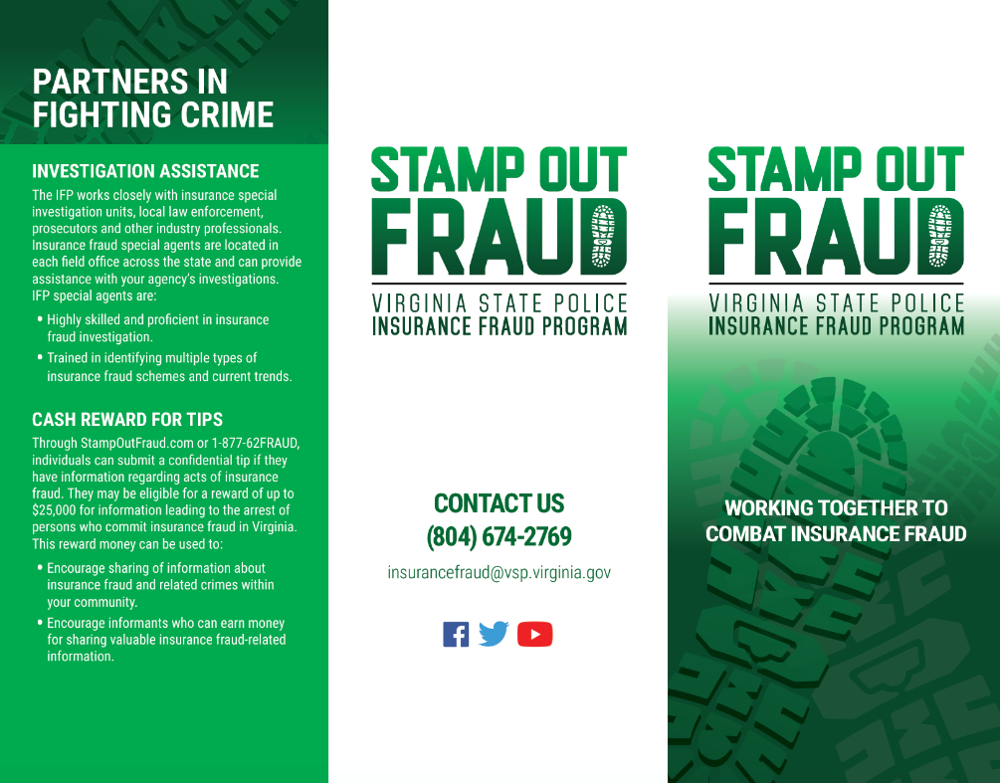 PARTNERS IN
FIGHTING CRIME
INVESTIGATION ASSISTANCE
The IFP works closely with insurance special
investigation units, local law enforcement,
prosecutors and other industry professionals.
Insurance fraud special agents are located in
each field office across the state and can provide
assistance with your agency's investigations.
IFP special agents are:
• Highly skilled and proficient in insurance
fraud investigation.
• Trained in identifying multiple types of
insurance fraud schemes and current trends.
CASH REWARD FOR TIPS
Through StampOutFraud.com or 1-877-62FRAUD,
individuals can submit a confidential tip if they
have information regarding acts of insurance
fraud. They may be eligible for a reward of up to
$25,000 for information leading to the arrest of
persons who commit insurance fraud in Virginia.
This reward money can be used to:
• Encourage sharing of information about
insurance fraud and related crimes within
your community.
• Encourage informants who can earn money
for sharing valuable insurance fraud-related
information.
STAMP OUT
FRAUD
VIRGINIA STATE POLICE
INSURANCE FRAUD PROGRAM
CONTACT US
(804) 674-2769
insurancefraud@vsp.virginia.gov
STAMP OUT
FRAUD
VIRGINIA STATE POLICE
INSURANCE FRAUD PROGRAM
WORKING TOGETHER TO
COMBAT INSURANCE FRAUD